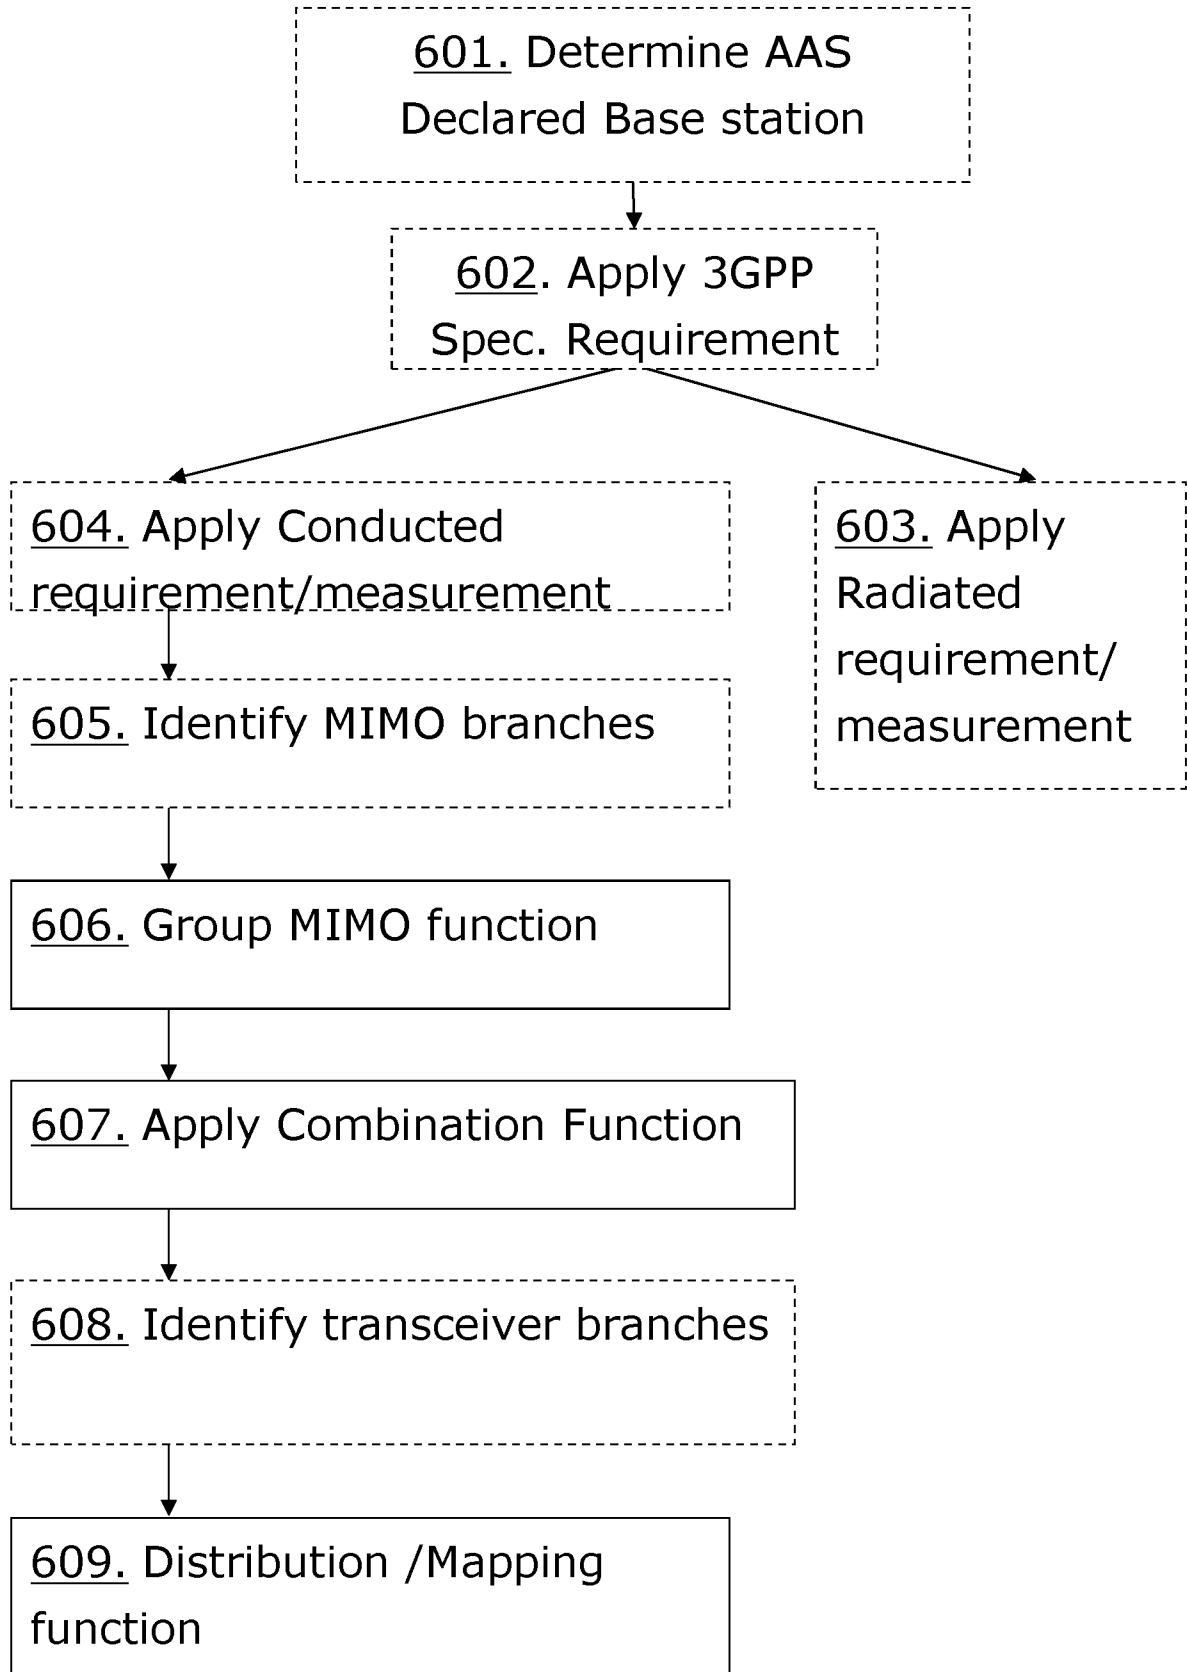 601. Determine AAS
Declared Base station
602. Apply 3GPP
Spec. Requirement
604. Apply Conducted
requirement/measurement
603. Apply
Radiated
requirement/
measurement
605. Identify MIMO branches
606. Group MIMO function
607. Apply Combination Function
608. Identify transceiver branches
609. Distribution /Mapping
function